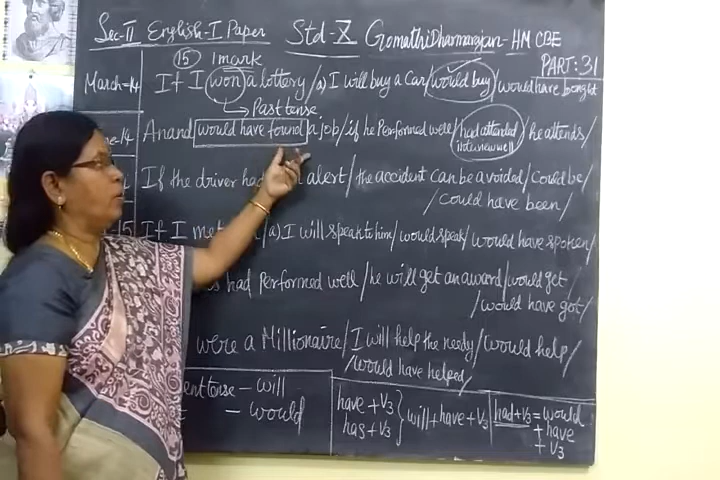 Sec-II English-I Paper Std-X Gomathi Dharmarajan-HM CBE
15 1 mark PART:31
March=14 If I won a lottery /a) I will buy a car/would buy/would have bought
→ Past tense
14 Anand would have found a job/if he Performed were/had attended interview well/he attends/
If the driver had alert/the accident can be avoided/could be/
/could have been/
15 If I met /a) I will speak to him/would speak/would have spoken/
had Performed well/he will get an award/would get
/would have got/
were a Millionaire/I will help the needy/would help/
/would have helped/
tense - will
- would
have + V3
has + V3 } will + have + V3
had + V3 = would
+ have
+ V3